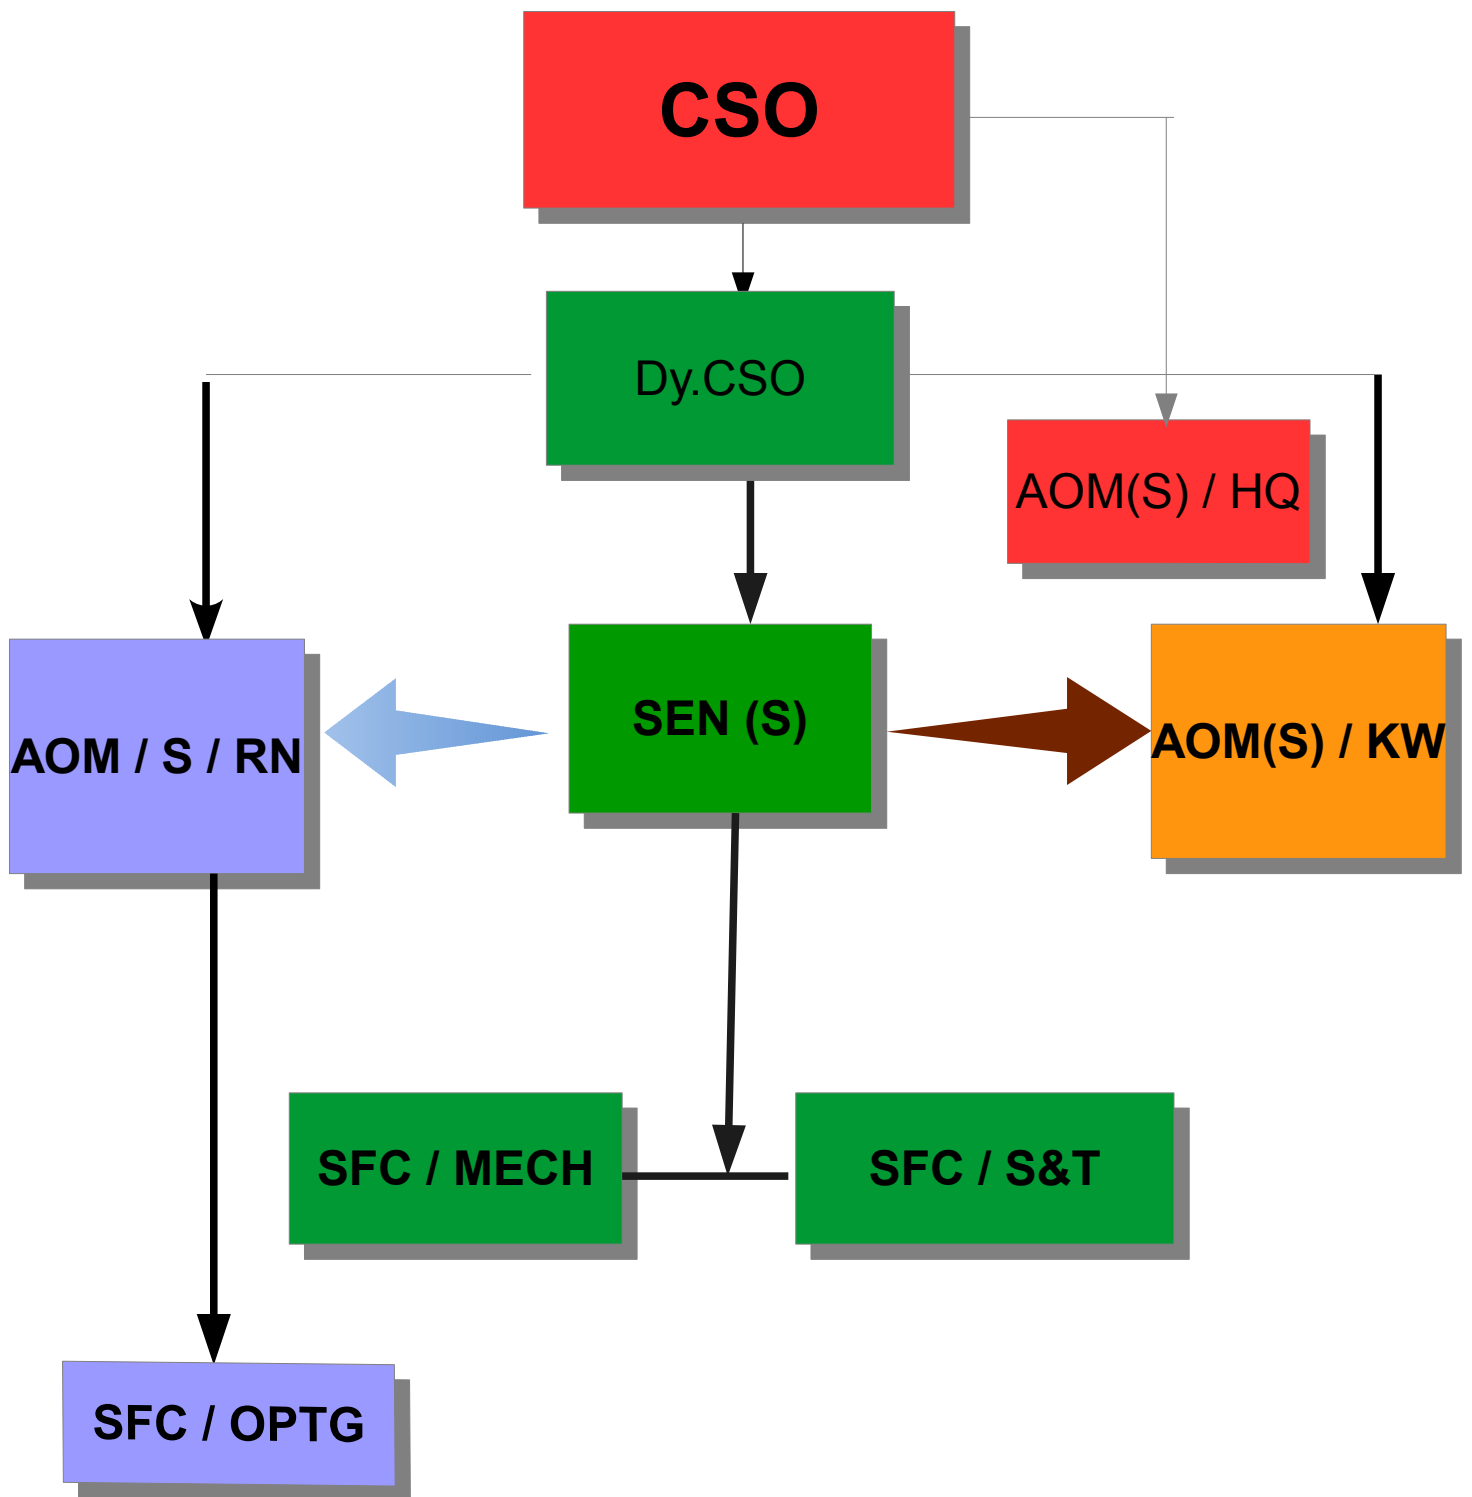 CSO
Dy.CSO
AOM(S) / HQ
AOM / S / RN
SEN (S)
AOM(S) / KW
SFC / MECH
SFC / S&T
SFC / OPTG